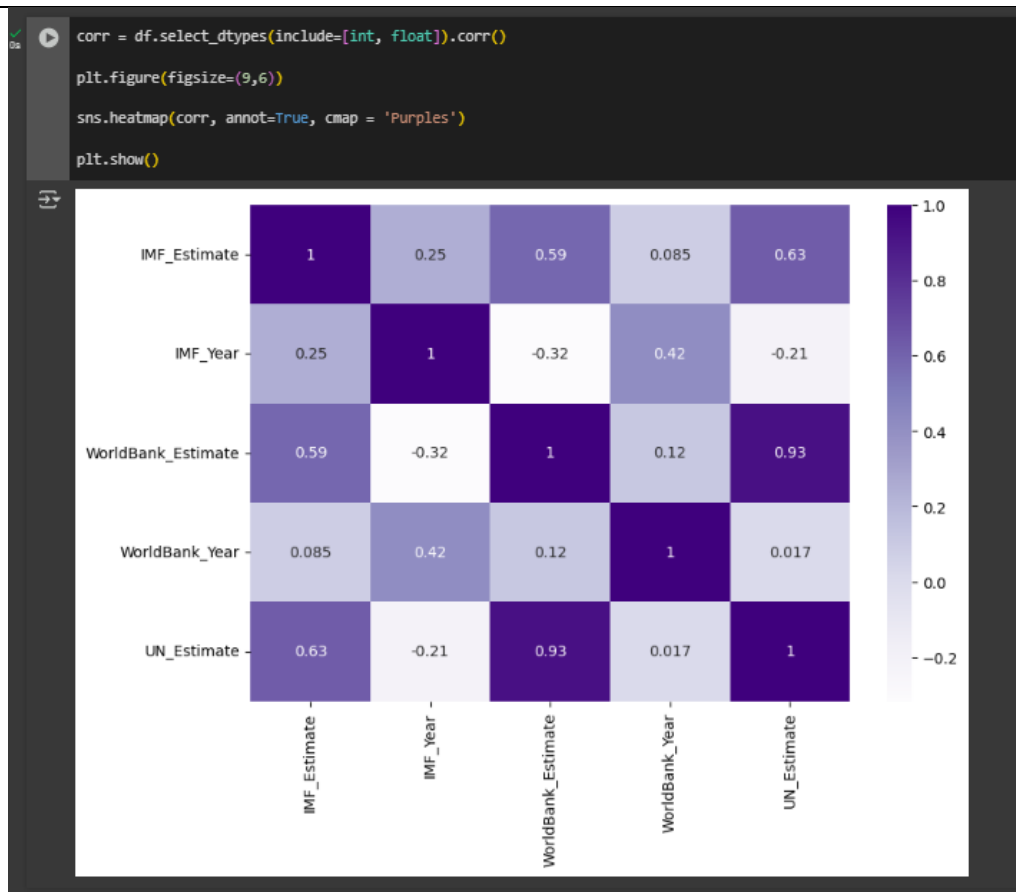 0s
corr = df.select_dtypes(include=[int, float]).corr()
plt.figure(figsize=(9,6))
sns.heatmap(corr, annot=True, cmap = 'Purples')
plt.show()
IMF_Estimate 1 0.25 0.59 0.085 0.63
IMF_Year 0.25 1 -0.32 0.42 -0.21
WorldBank_Estimate 0.59 -0.32 1 0.12 0.93
WorldBank_Year 0.085 0.42 0.12 1 0.017
UN_Estimate 0.63 -0.21 0.93 0.017 1
IMF_Estimate
IMF_Year
WorldBank_Estimate
WorldBank_Year
UN_Estimate
1.0
0.8
0.6
0.4
0.2
0.0
-0.2